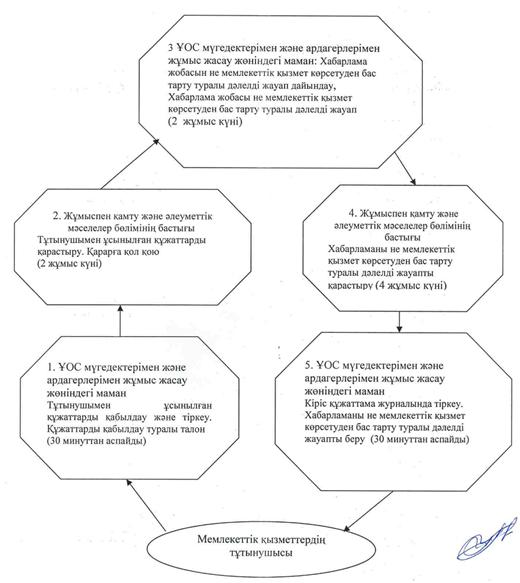 3 ҰОС мүгедектерімен және ардагерлерімен
жұмыс жасау жөніндегі маман: Хабарлама
жобасын не мемлекеттік қызмет көрсетуден бас
тарту туралы дәлелді жауап дайындау,
Хабарлама жобасы не мемлекеттік қызмет
көрсетуден бас тарту туралы дәлелді жауап
(2 жұмыс күні)
2. Жұмыспен қамту және әлеуметтік
мәселелер бөлімінің бастығы
Тұтынушымен ұсынылған құжаттарды
қарастыру. Қарарға қол қою
(2 жұмыс күні)
4. Жұмыспен қамту және
әлеуметтік мәселелер бөлімінің
бастығы
Хабарламаны не мемлекеттік
қызмет көрсетуден бас тарту
туралы дәлелді жауапты
қарастыру (4 жұмыс күні)
1. ҰОС мүгедектерімен және
ардагерлерімен жұмыс жасау
жөніндегі маман
Тұтынушымен ұсынылған
құжаттарды қабылдау және тіркеу.
Құжаттарды қабылдау туралы талон
(30 минуттан аспайды)
5. ҰОС мүгедектерімен және
ардагерлерімен жұмыс жасау
жөніндегі маман
Кіріс құжаттама журналында тіркеу.
Хабарламаны не мемлекеттік қызмет
көрсетуден бас тарту туралы дәлелді
жауапты беру (30 минуттан аспайды)
Мемлекеттік қызметтердің
тұтынушысы